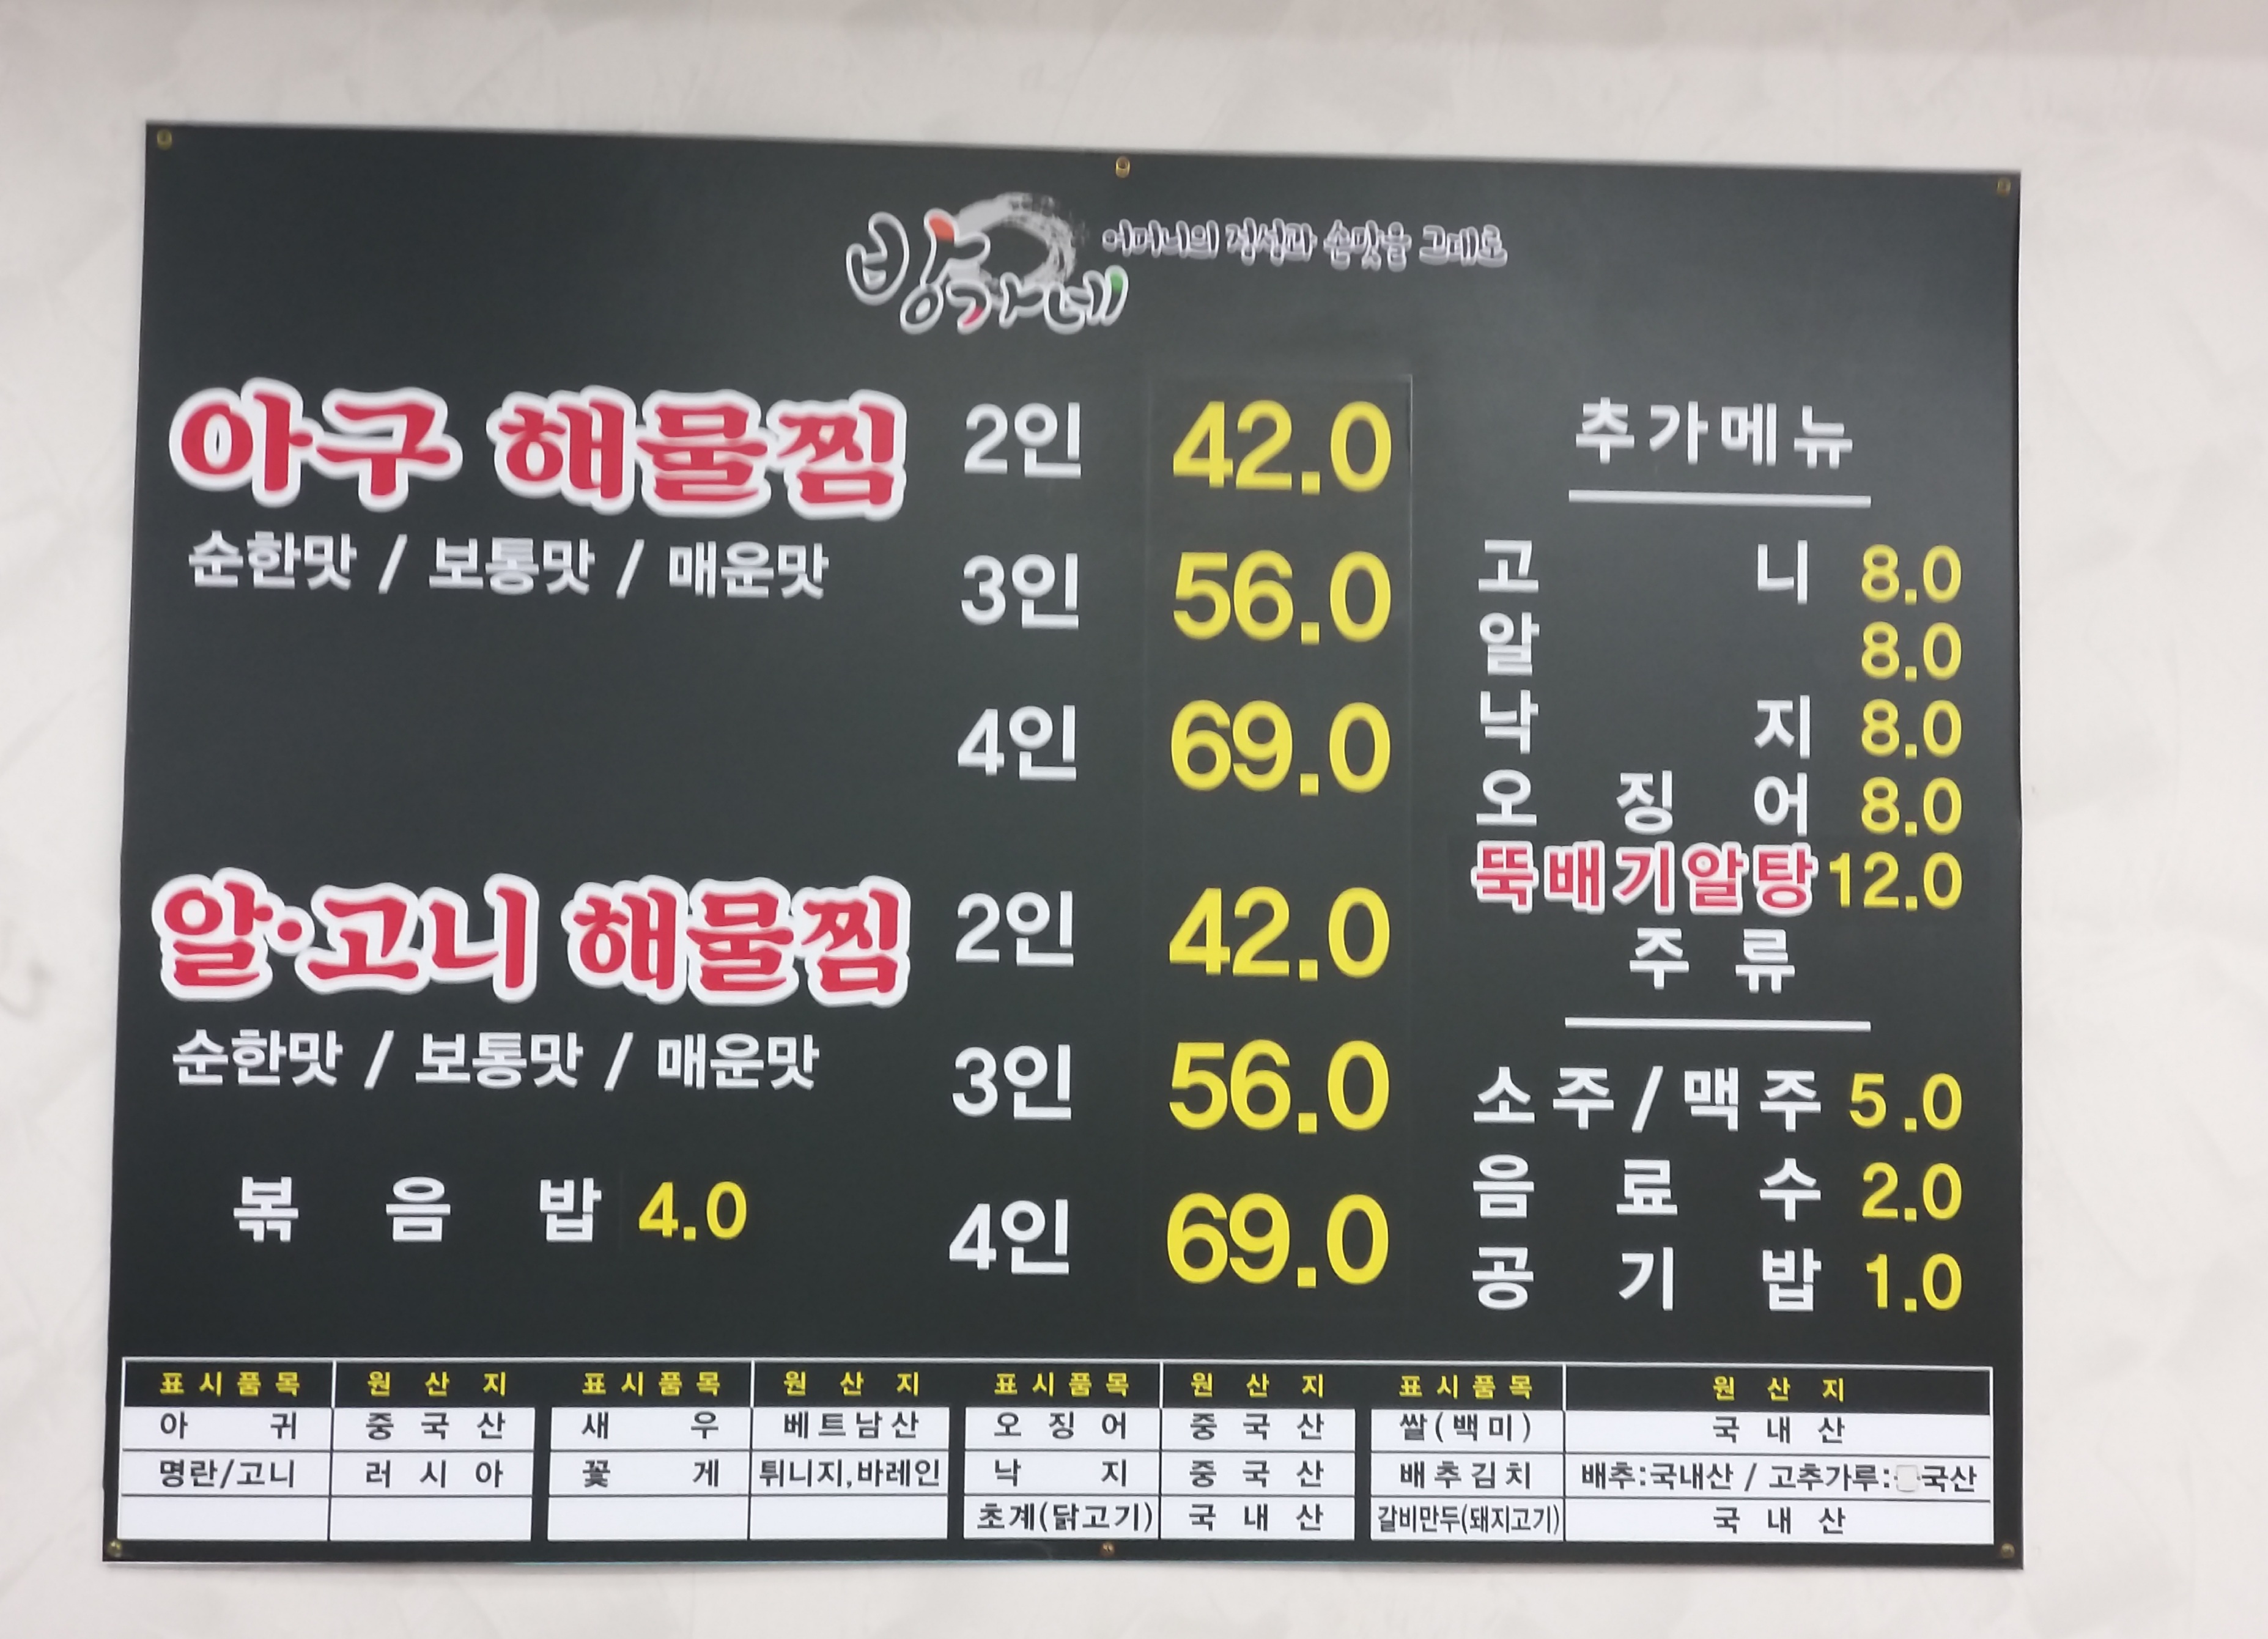 방가네
어머니의 정성과 손맛을 그대로
아구 해물찜
순한맛 / 보통맛 / 매운맛
2인 42.0
3인 56.0
4인 69.0
알·고니 해물찜
순한맛 / 보통맛 / 매운맛
2인 42.0
3인 56.0
4인 69.0
볶음밥 4.0
추가메뉴
고니 8.0
알 8.0
낙지 8.0
오징어 8.0
뚝배기알탕 12.0
주류
소주/맥주 5.0
음료수 2.0
공기밥 1.0
표시품목 원산지 표시품목 원산지 표시품목 원산지 표시품목 원산지
아귀 중국산 새우 베트남산 오징어 중국산 쌀(백미) 국내산
명란/고니 러시아 꽃게 튀니지,바레인 낙지 중국산 배추김치 배추:국내산 / 고추가루: 국산
초계(닭고기) 국내산 갈비만두(돼지고기) 국내산